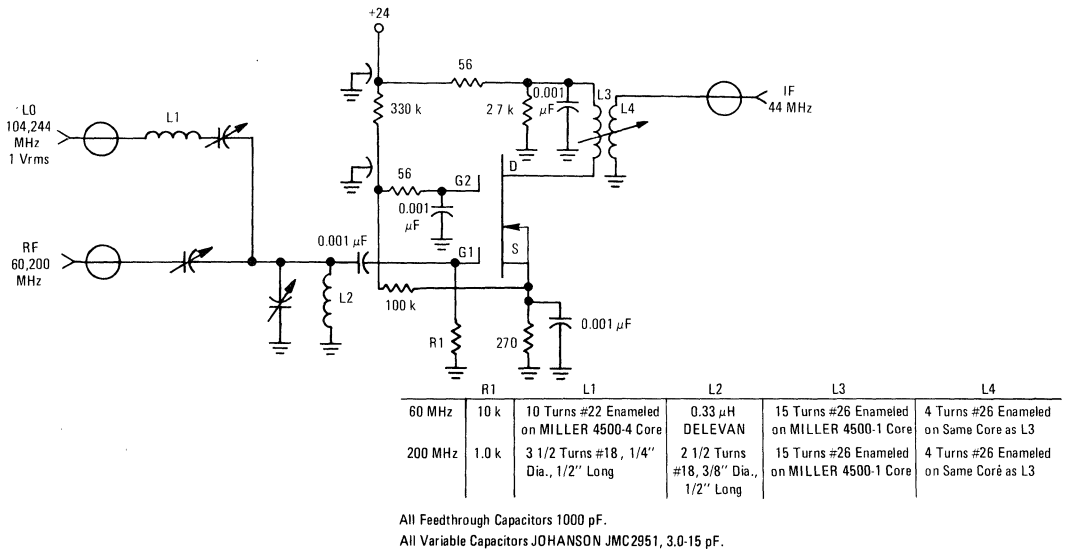 +24
56
330 k
2.7 k
0.001
µF
L3
L4
IF
44 MHz
LO
104,244
MHz
1 Vrms
L1
D
56
G2
0.001
µF
S
RF
60,200
MHz
0.001 µF
G1
L2
100 k
R1
270
0.001 µF
R1 L1 L2 L3 L4
60 MHz 10 k 10 Turns #22 Enameled 0.33 µH 15 Turns #26 Enameled 4 Turns #26 Enameled
on MILLER 4500-4 Core DELEVAN on MILLER 4500-1 Core on Same Core as L3
200 MHz 1.0 k 3 1/2 Turns #18, 1/4" 2 1/2 Turns 15 Turns #26 Enameled 4 Turns #26 Enameled
Dia., 1/2" Long #18, 3/8" Dia., on MILLER 4500-1 Core on Same Core as L3
1/2" Long
All Feedthrough Capacitors 1000 pF.
All Variable Capacitors JOHANSON JMC2951, 3.0-15 pF.